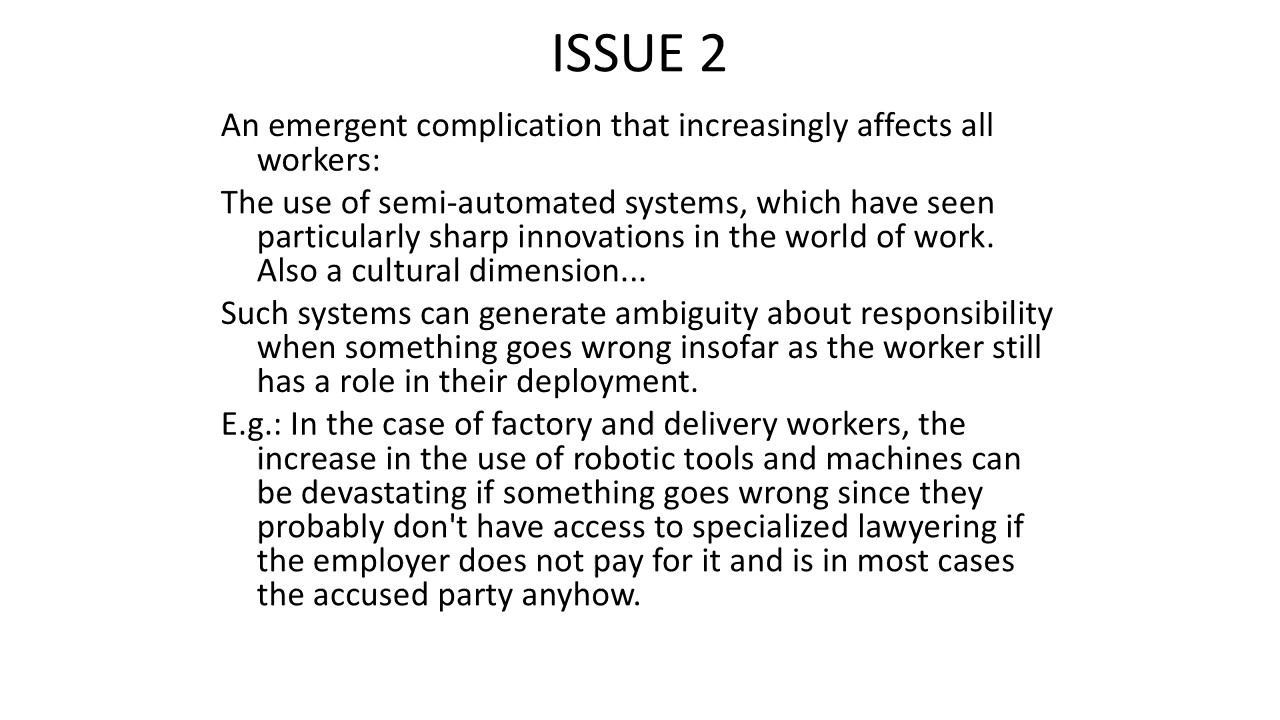 ISSUE 2
An emergent complication that increasingly affects all
workers:
The use of semi-automated systems, which have seen
particularly sharp innovations in the world of work.
Also a cultural dimension...
Such systems can generate ambiguity about responsibility
when something goes wrong insofar as the worker still
has a role in their deployment.
E.g.: In the case of factory and delivery workers, the
increase in the use of robotic tools and machines can
be devastating if something goes wrong since they
probably don't have access to specialized lawyering if
the employer does not pay for it and is in most cases
the accused party anyhow.